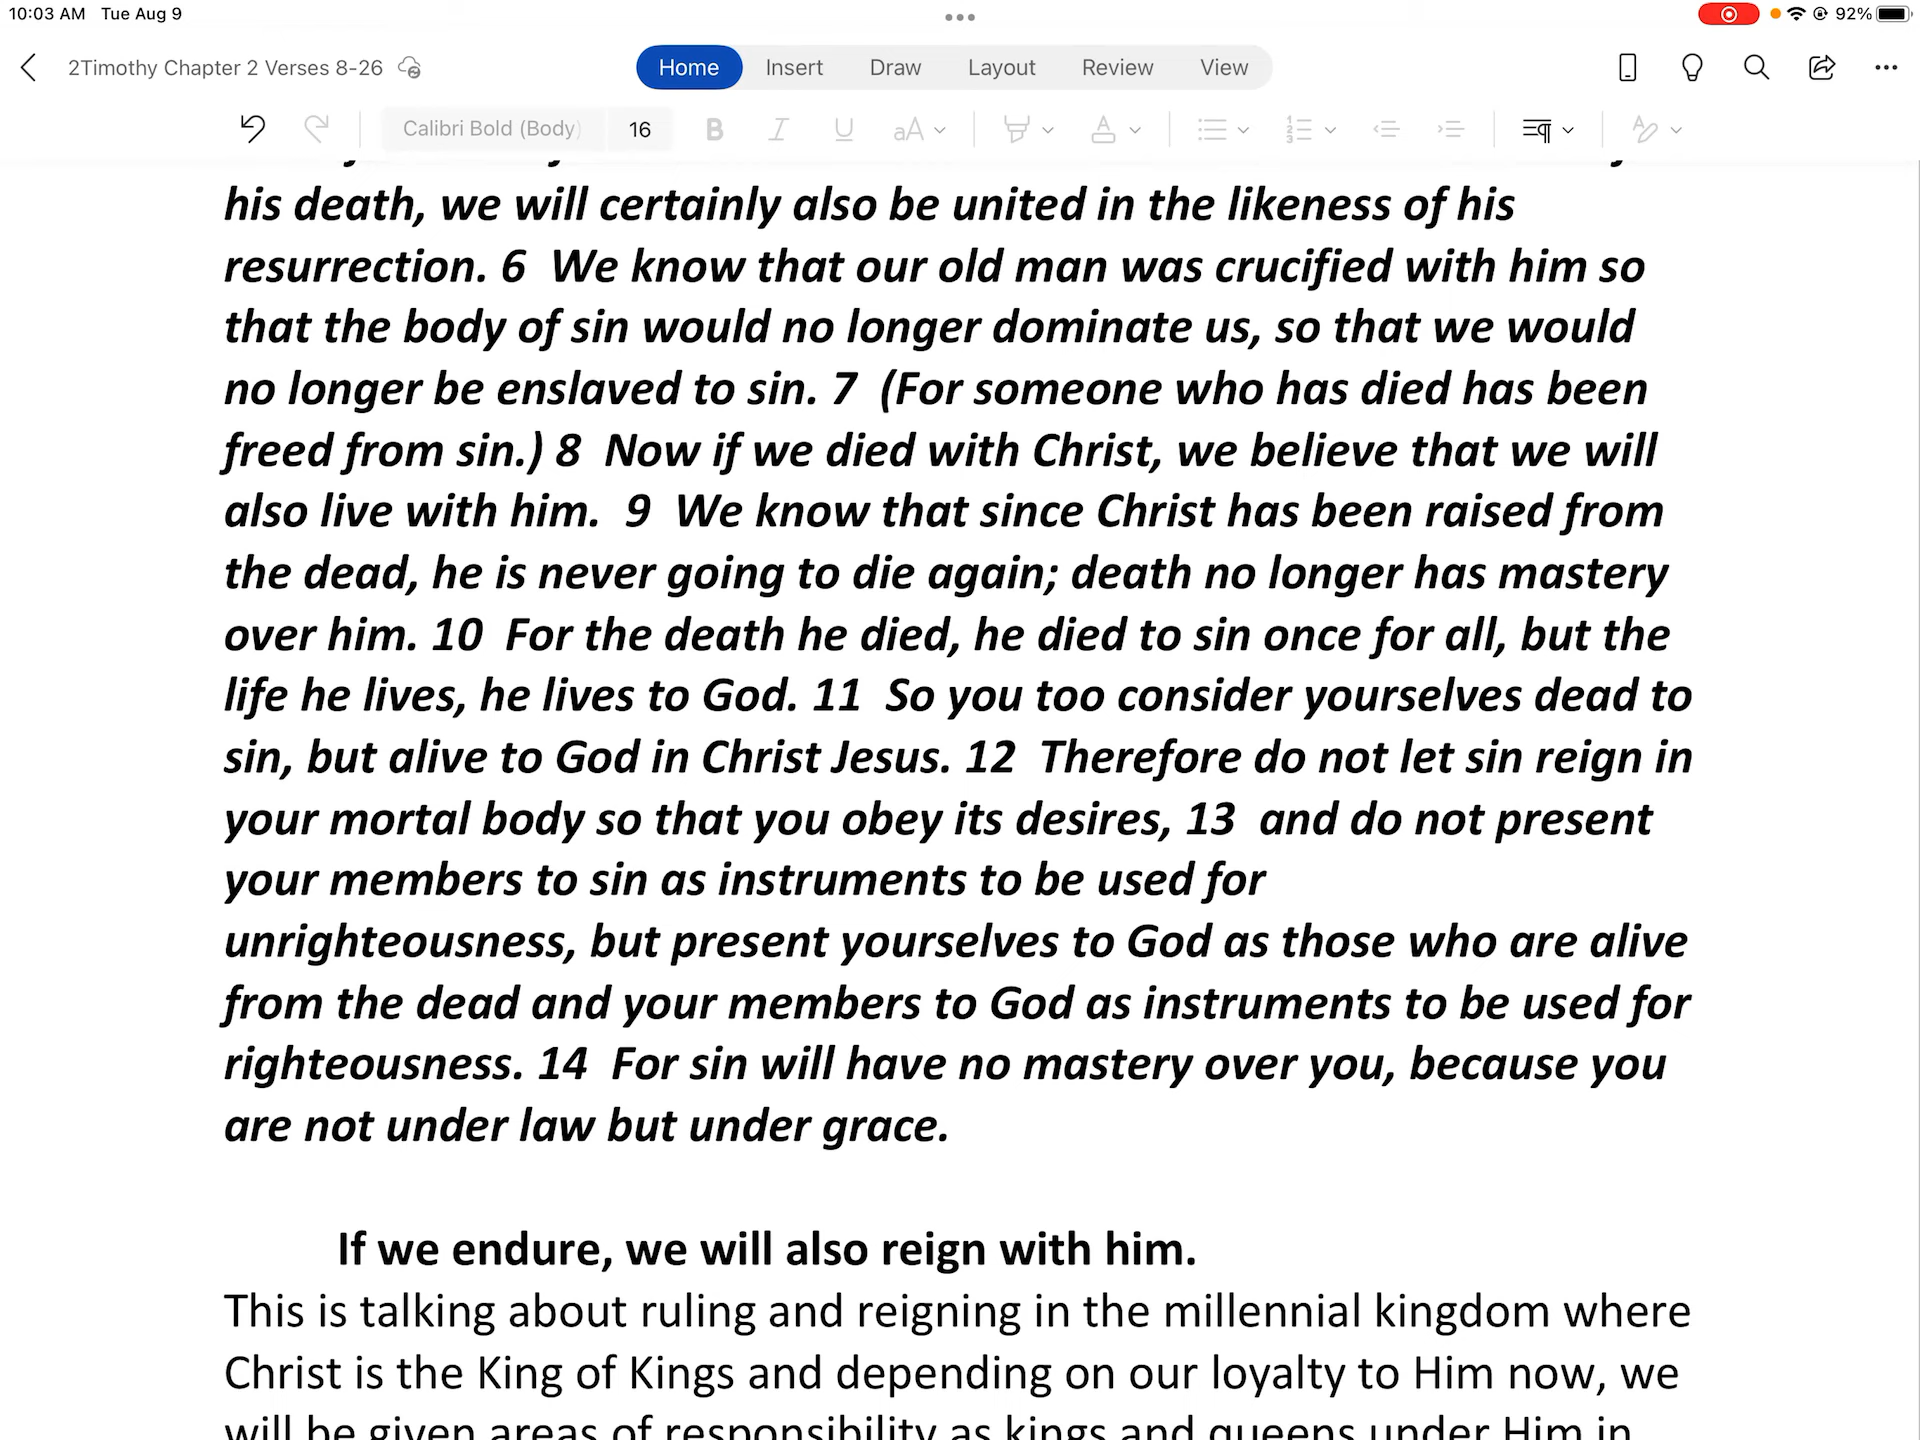 10:03 AM Tue Aug 9
92%
2Timothy Chapter 2 Verses 8-26
Home Insert Draw Layout Review View
Calibri Bold (Body) 16 B I U aA A
his death, we will certainly also be united in the likeness of his
resurrection. 6 We know that our old man was crucified with him so
that the body of sin would no longer dominate us, so that we would
no longer be enslaved to sin. 7 (For someone who has died has been
freed from sin.) 8 Now if we died with Christ, we believe that we will
also live with him. 9 We know that since Christ has been raised from
the dead, he is never going to die again; death no longer has mastery
over him. 10 For the death he died, he died to sin once for all, but the
life he lives, he lives to God. 11 So you too consider yourselves dead to
sin, but alive to God in Christ Jesus. 12 Therefore do not let sin reign in
your mortal body so that you obey its desires, 13 and do not present
your members to sin as instruments to be used for
unrighteousness, but present yourselves to God as those who are alive
from the dead and your members to God as instruments to be used for
righteousness. 14 For sin will have no mastery over you, because you
are not under law but under grace.
If we endure, we will also reign with him.
This is talking about ruling and reigning in the millennial kingdom where
Christ is the King of Kings and depending on our loyalty to Him now, we
will be given areas of responsibility as kings and queens under Him in